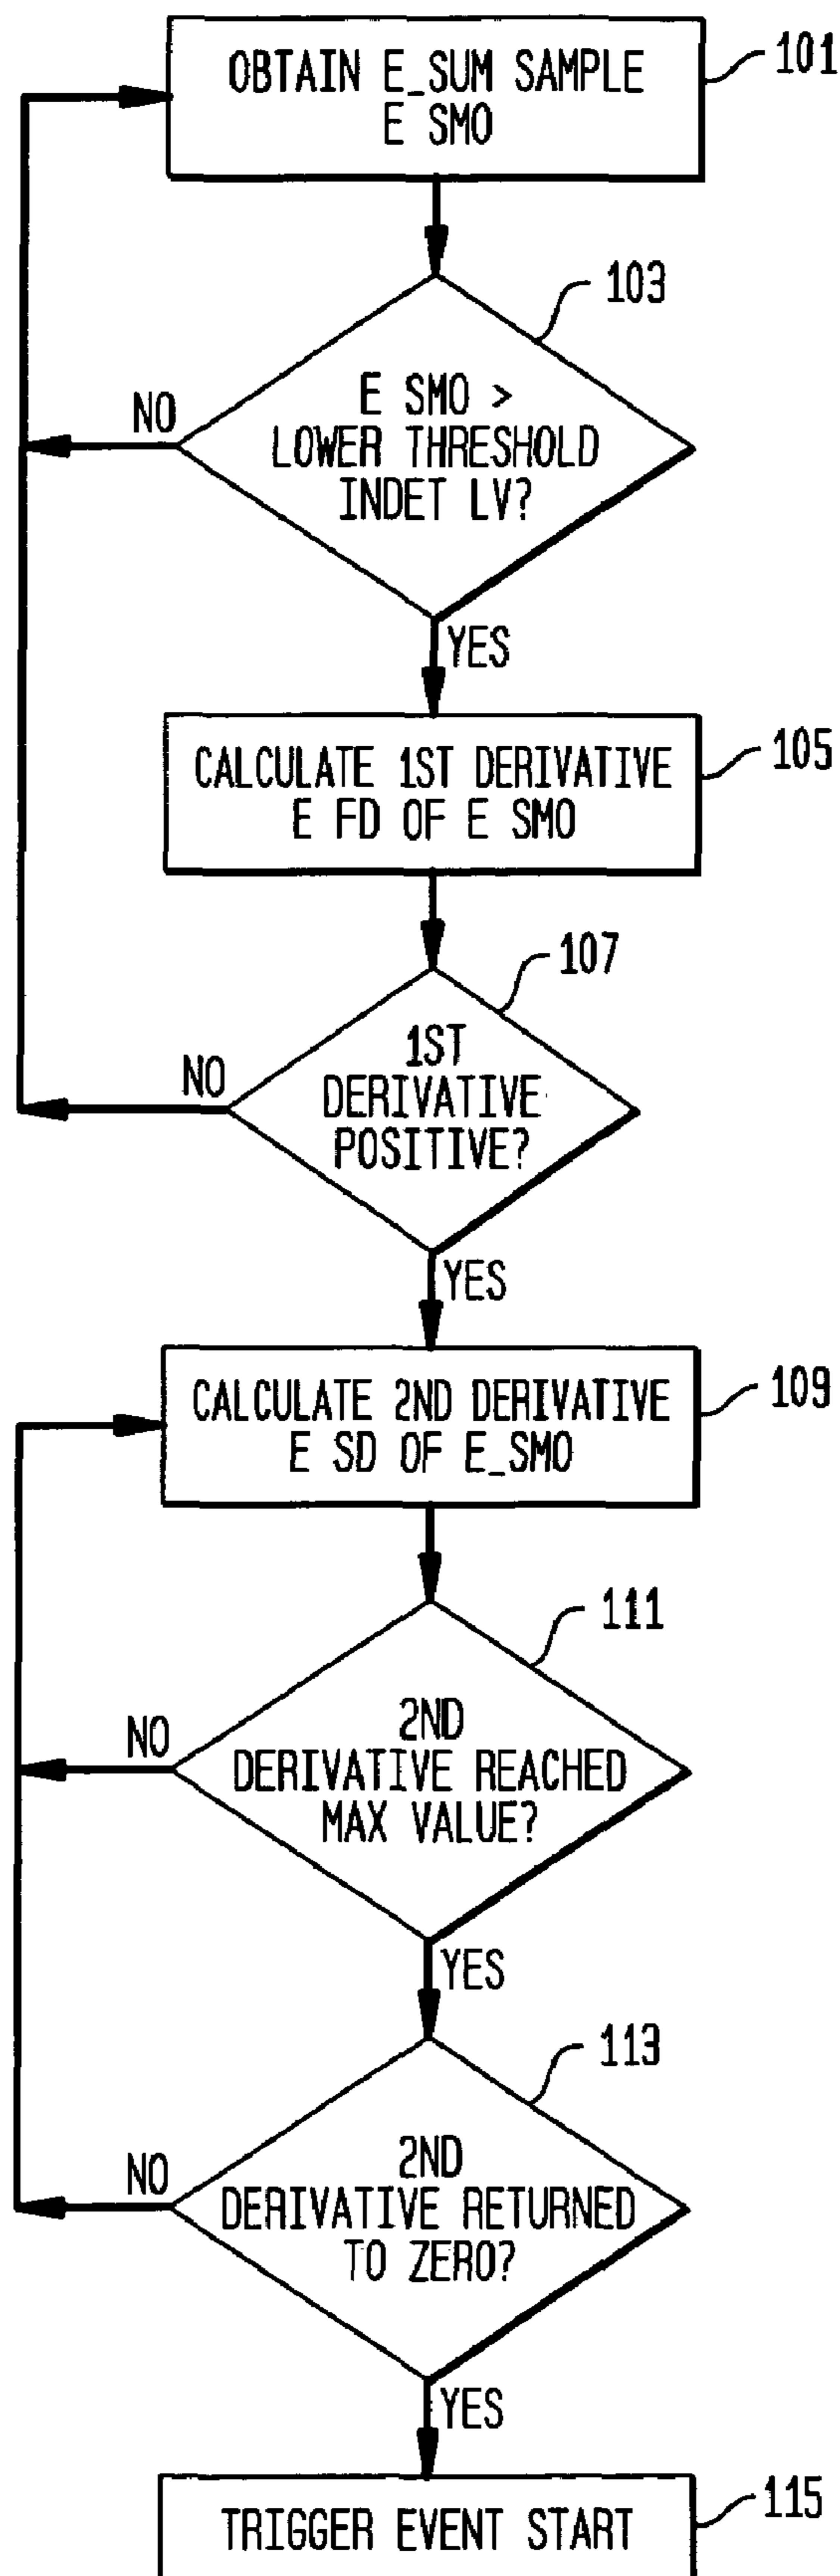 OBTAIN E_SUM SAMPLE
E SMO
101
103
E SMO >
LOWER THRESHOLD
INDET LV?
NO
YES
CALCULATE 1ST DERIVATIVE
E FD OF E SMO
105
107
1ST
DERIVATIVE
POSITIVE?
NO
YES
CALCULATE 2ND DERIVATIVE
E SD OF E_SMO
109
111
2ND
DERIVATIVE REACHED
MAX VALUE?
NO
YES
113
2ND
DERIVATIVE RETURNED
TO ZERO?
NO
YES
TRIGGER EVENT START
115